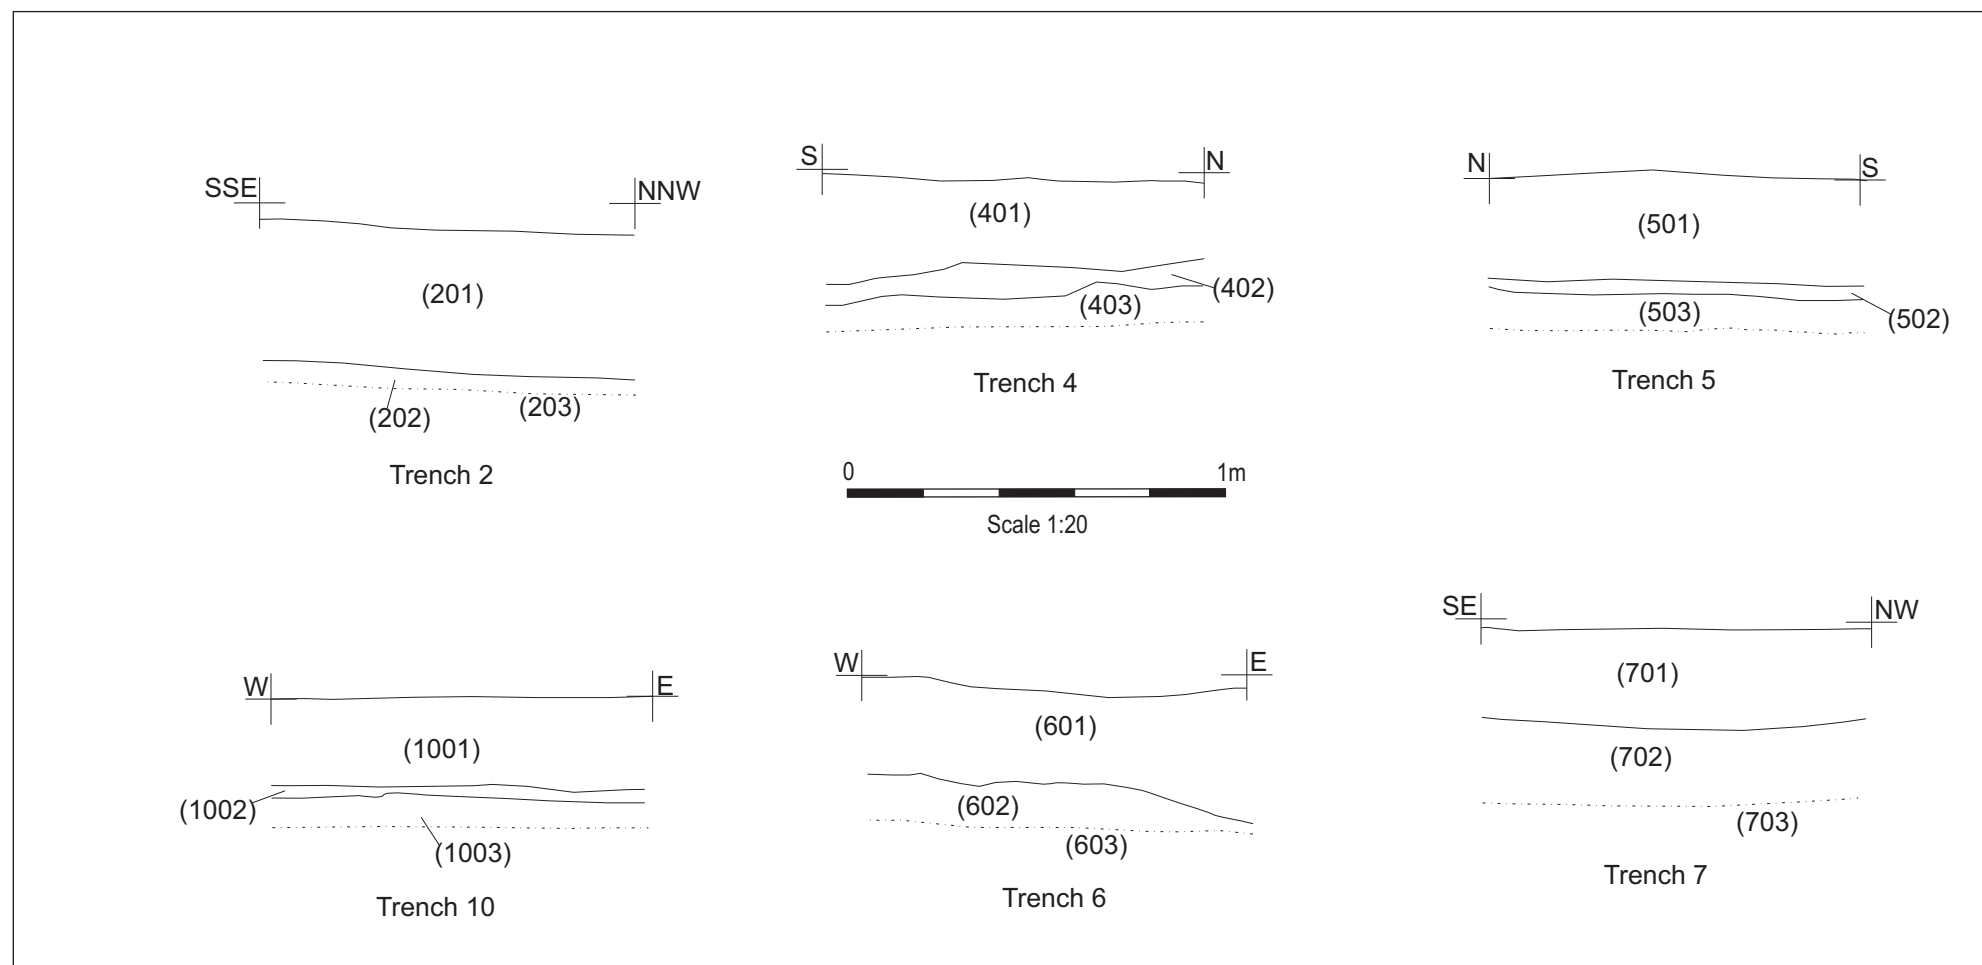 SSE NNW
(201)
(202) (203)
Trench 2
S N
(401)
(402)
(403)
Trench 4
N S
(501)
(502)
(503)
Trench 5
0 1m
Scale 1:20
W E
(1001)
(1002)
(1003)
Trench 10
W E
(601)
(602)
(603)
Trench 6
SE NW
(701)
(702)
(703)
Trench 7